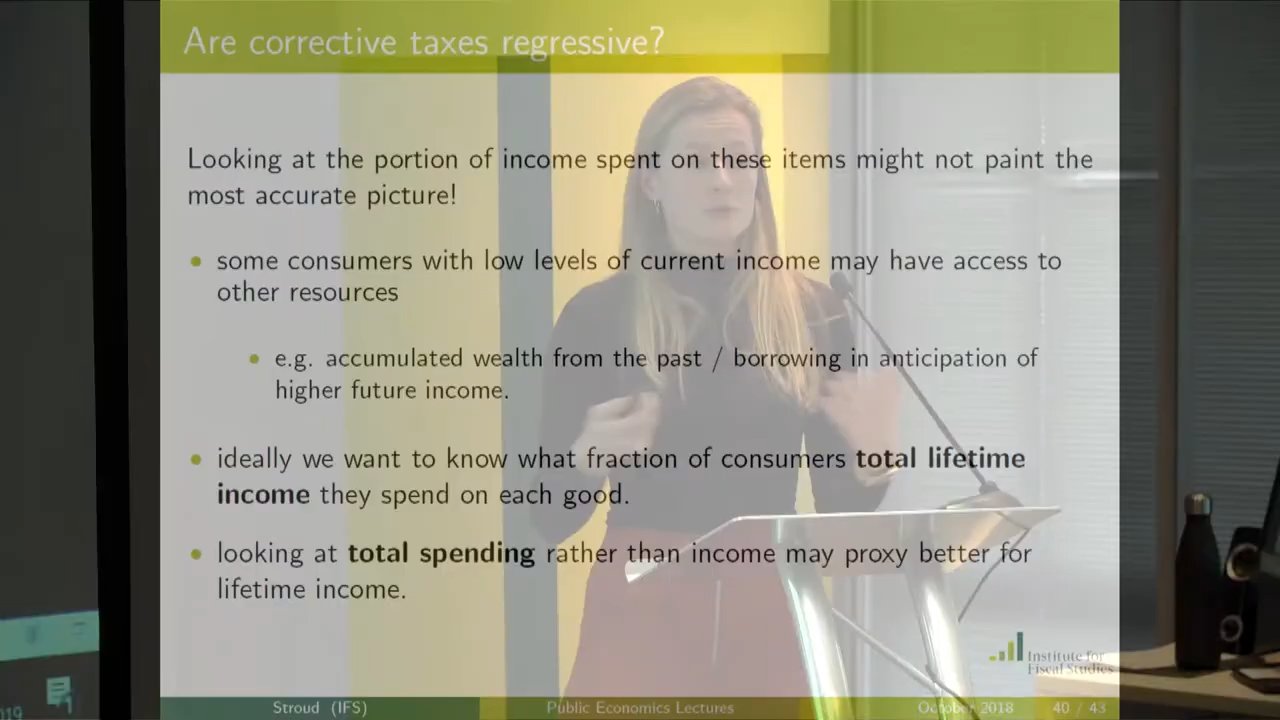 Are corrective taxes regressive?
Looking at the portion of income spent on these items might not paint the
most accurate picture!
some consumers with low levels of current income may have access to
other resources
e.g. accumulated wealth from the past / borrowing in anticipation of
higher future income.
ideally we want to know what fraction of consumers total lifetime
income they spend on each good.
looking at total spending rather than income may proxy better for
lifetime income.
Institute for
Fiscal Studies
Stroud (IFS) Public Economics Lectures October 2018 40 / 43
019